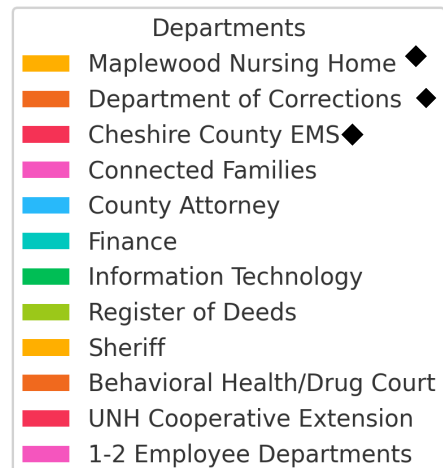 Departments
Maplewood Nursing Home
Department of Corrections
Cheshire County EMS
Connected Families
County Attorney
Finance
Information Technology
Register of Deeds
Sheriff
Behavioral Health/Drug Court
UNH Cooperative Extension
1-2 Employee Departments